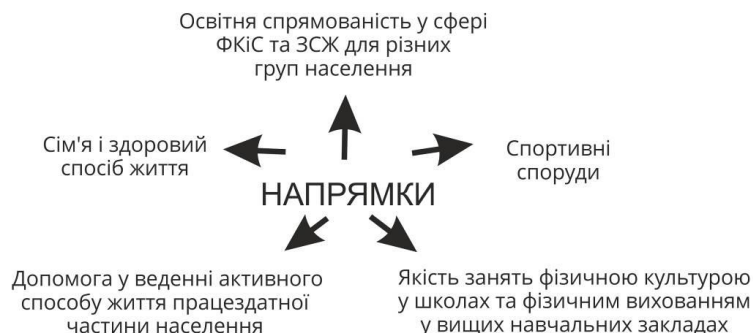 Освітня спрямованість у сфері
ФКіС та ЗСЖ для різних
груп населення
Сім'я і здоровий
спосіб життя
Спортивні
споруди
НАПРЯМКИ
Допомога у веденні активного
способу життя працездатної
частини населення
Якість занять фізичною культурою
у школах та фізичним вихованням
у вищих навчальних закладах